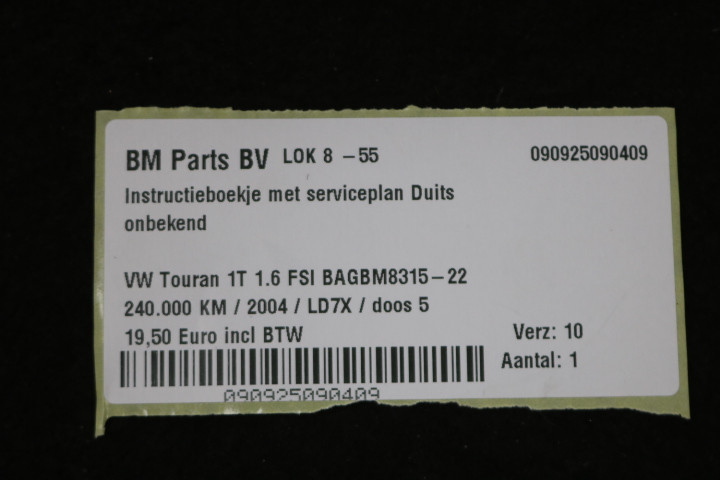 BM Parts BV LOK 8 -55 090925090409
Instructieboekje met serviceplan Duits
onbekend
VW Touran 1T 1.6 FSI BAGBM8315-22
240.000 KM / 2004 / LD7X / doos 5
19,50 Euro incl BTW Verz: 10
Aantal: 1
090925090409